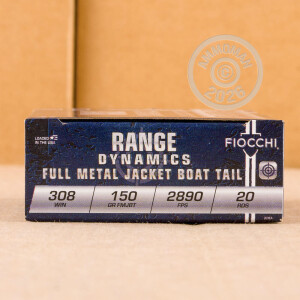 LOADED
IN THE USA
RANGE
DYNAMICS
FULL METAL JACKET BOAT TAIL
FIOCCHI
308 150 2890 20
WIN GR FMJBT FPS RDS